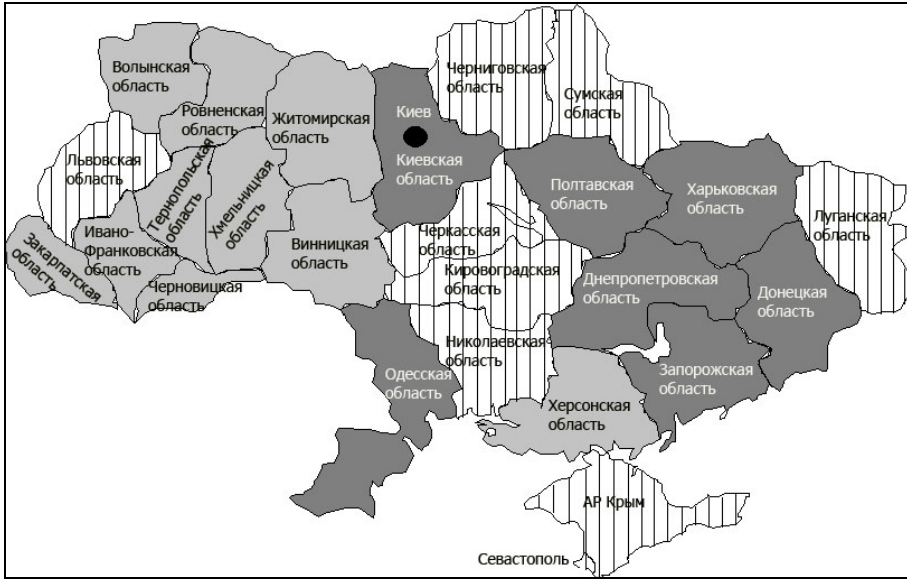 Волынская
область
Ровненская
область
Житомирская
область
Киев
Киевская
область
Черниговская
область
Сумская
область
Львовская
область
Тернопольская
область
Хмельницкая
область
Ивано-
Франковская
область
Закарпатская
область
Черновицкая
область
Винницкая
область
Черкасская
область
Кировоградская
область
Полтавская
область
Харьковская
область
Луганская
область
Днепропетровская
область
Донецкая
область
Запорожская
область
Николаевская
область
Одесская
область
Херсонская
область
АР Крым
Севастополь